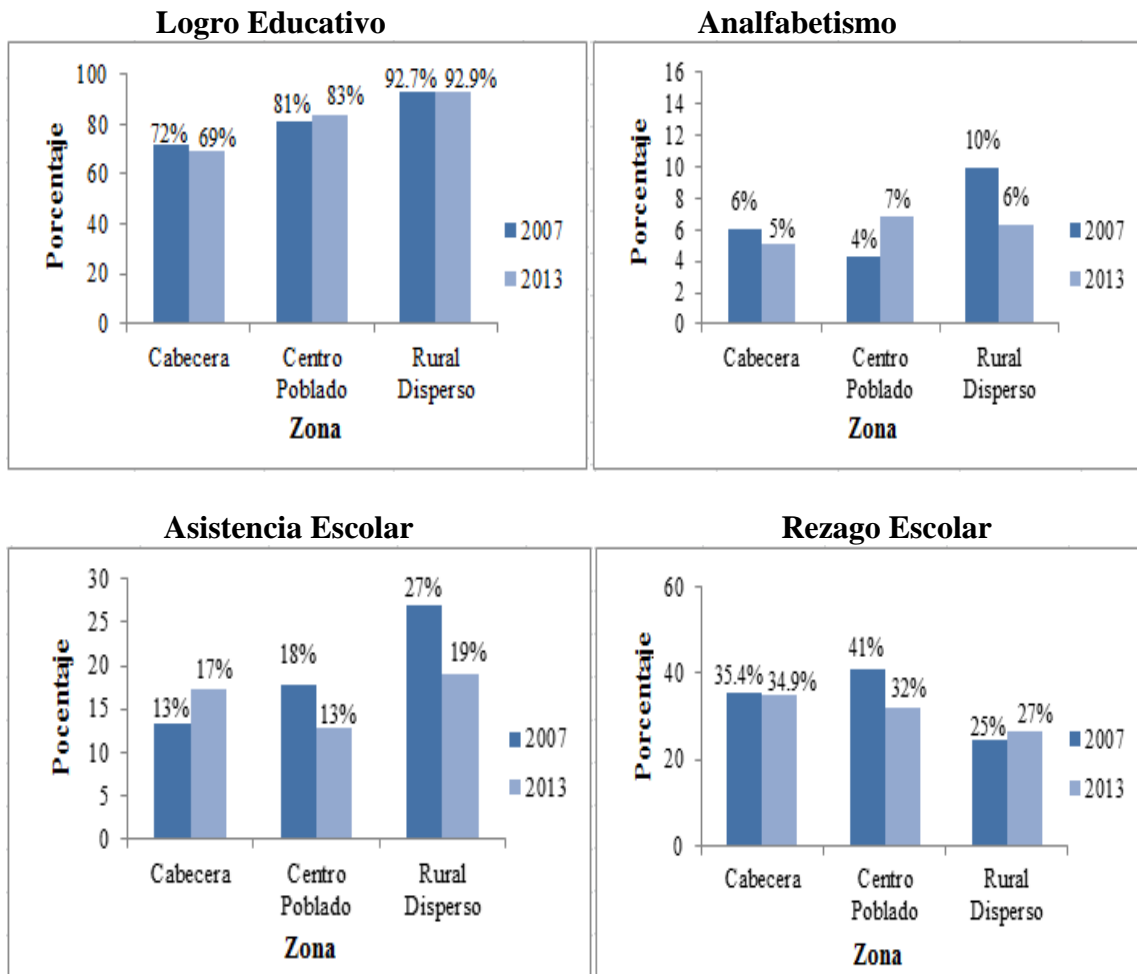 Logro Educativo
Porcentaje
100
80
60
40
20
0
72%
69%
81%
83%
92.7%
92.9%
2007
2013
Cabecera
Centro
Poblado
Rural
Disperso
Zona
Analfabetismo
Porcentaje
16
14
12
10
8
6
4
2
0
6%
5%
4%
7%
10%
6%
2007
2013
Cabecera
Centro
Poblado
Rural
Disperso
Zona
Asistencia Escolar
Pocentaje
30
25
20
15
10
5
0
13%
17%
18%
13%
27%
19%
2007
2013
Cabecera
Centro
Poblado
Rural
Disperso
Zona
Rezago Escolar
Porcentaje
60
40
20
0
35.4%
34.9%
41%
32%
25%
27%
2007
2013
Cabecera
Centro
Poblado
Rural
Disperso
Zona